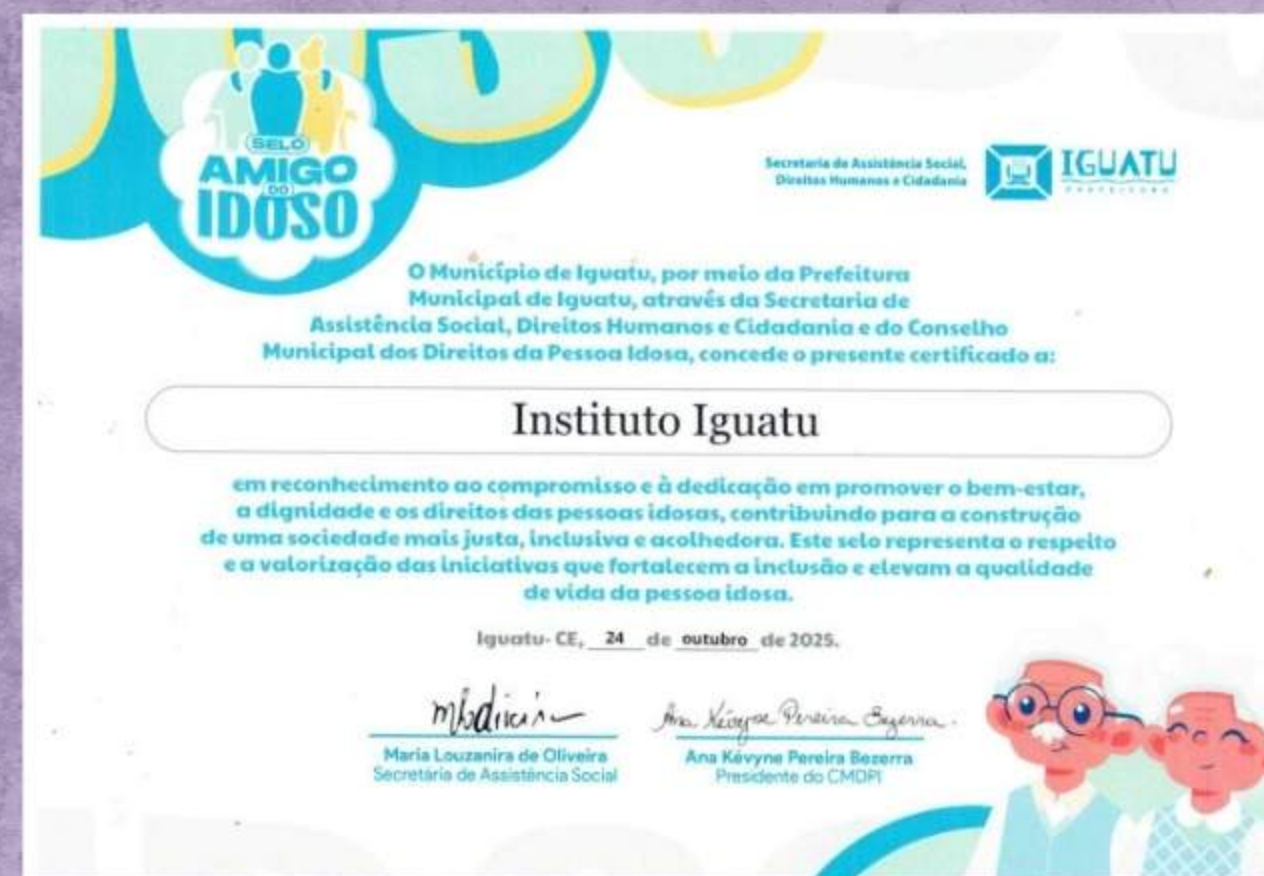 SELO
AMIGO
DO
IDOSO
Secretaria de Assistência Social,
Direitos Humanos e Cidadania
IGUATU
PREFEITURA
O Município de Iguatu, por meio da Prefeitura
Municipal de Iguatu, através da Secretaria de
Assistência Social, Direitos Humanos e Cidadania e do Conselho
Municipal dos Direitos da Pessoa Idosa, concede o presente certificado a:
Instituto Iguatu
em reconhecimento ao compromisso e à dedicação em promover o bem-estar,
a dignidade e os direitos das pessoas idosas, contribuindo para a construção
de uma sociedade mais justa, inclusiva e acolhedora. Este selo representa o respeito
e a valorização das iniciativas que fortalecem a inclusão e elevam a qualidade
de vida da pessoa idosa.
Iguatu- CE, 24 de outubro de 2025.
Ana Kévyne Pereira Bezerra
Maria Louzanira de Oliveira
Secretária de Assistência Social
Ana Kévyne Pereira Bezerra
Presidente do CMDPI